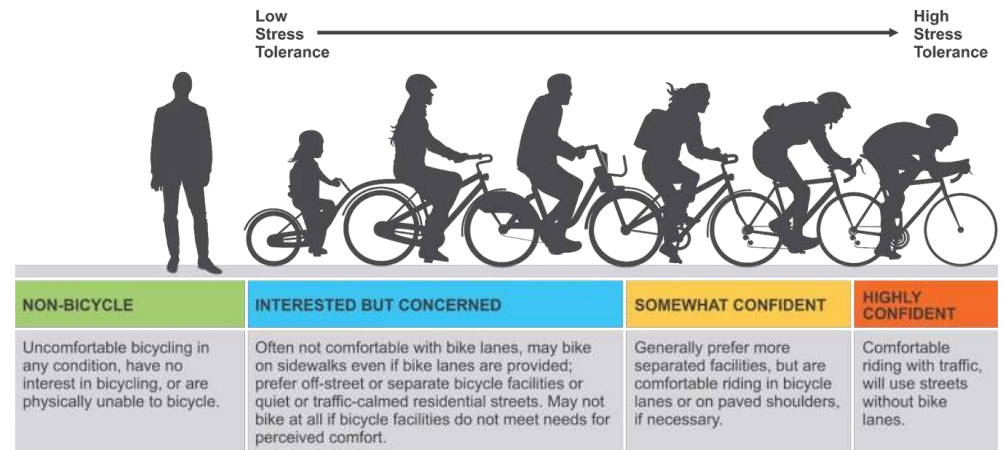 Low
Stress
Tolerance
High
Stress
Tolerance
NON-BICYCLE
Uncomfortable bicycling in
any condition, have no
interest in bicycling, or are
physically unable to bicycle.
INTERESTED BUT CONCERNED
Often not comfortable with bike lanes, may bike
on sidewalks even if bike lanes are provided;
prefer off-street or separate bicycle facilities or
quiet or traffic-calmed residential streets. May not
bike at all if bicycle facilities do not meet needs for
perceived comfort.
SOMEWHAT CONFIDENT
Generally prefer more
separated facilities, but are
comfortable riding in bicycle
lanes or on paved shoulders,
if necessary.
HIGHLY
CONFIDENT
Comfortable
riding with traffic,
will use streets
without bike
lanes.